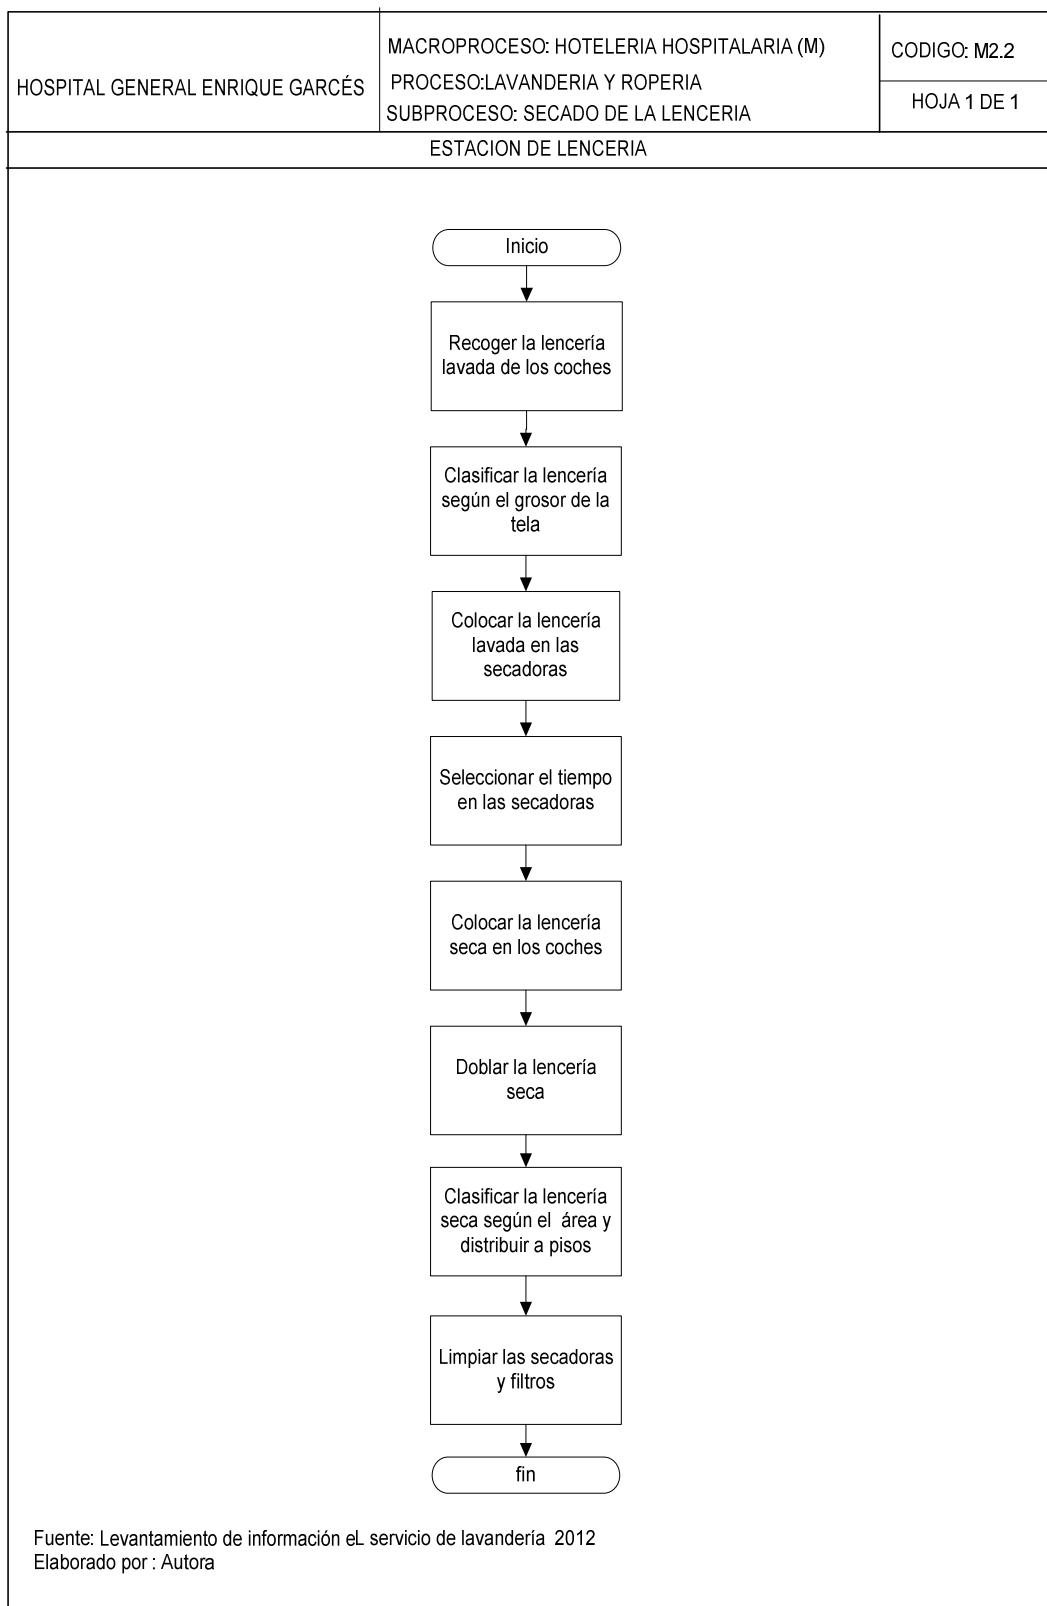 HOSPITAL GENERAL ENRIQUE GARCÉS
MACROPROCESO: HOTELERIA HOSPITALARIA (M)
PROCESO:LAVANDERIA Y ROPERIA
SUBPROCESO: SECADO DE LA LENCERIA
CODIGO: M2.2
HOJA 1 DE 1
ESTACION DE LENCERIA
Inicio
Recoger la lencería
lavada de los coches
Clasificar la lencería
según el grosor de la
tela
Colocar la lencería
lavada en las
secadoras
Seleccionar el tiempo
en las secadoras
Colocar la lencería
seca en los coches
Doblar la lencería
seca
Clasificar la lencería
seca según el área y
distribuir a pisos
Limpiar las secadoras
y filtros
fin
Fuente: Levantamiento de información eL servicio de lavandería 2012
Elaborado por : Autora